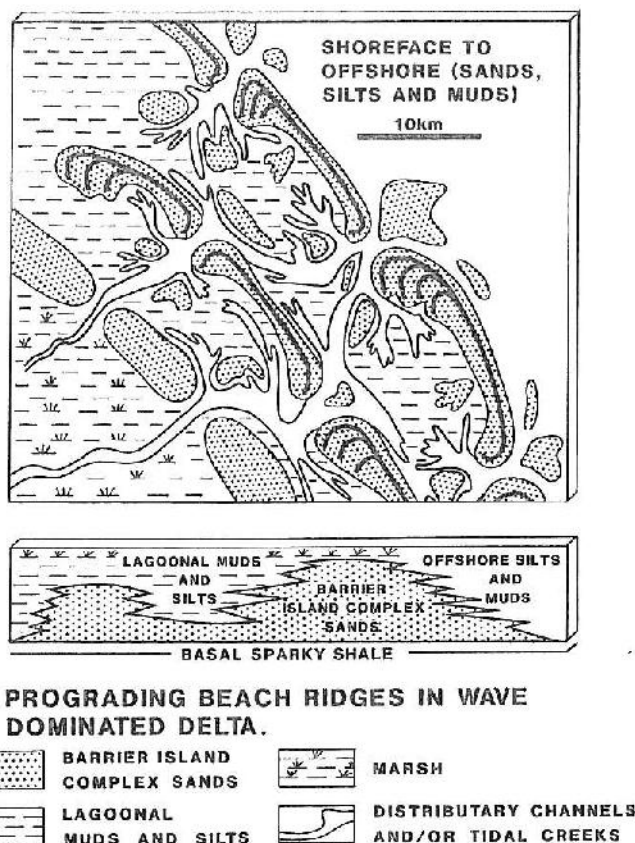 SHOREFACE TO
OFFSHORE (SANDS,
SILTS AND MUDS)
10km
LAGOONAL MUDS
AND
SILTS
BARRIER
ISLAND COMPLEX
SANDS
OFFSHORE SILTS
AND
MUDS
BASAL SPARKY SHALE
PROGRADING BEACH RIDGES IN WAVE
DOMINATED DELTA.
BARRIER ISLAND
COMPLEX SANDS
MARSH
LAGOONAL
MUDS AND SILTS
DISTRIBUTARY CHANNELS
AND/OR TIDAL CREEKS